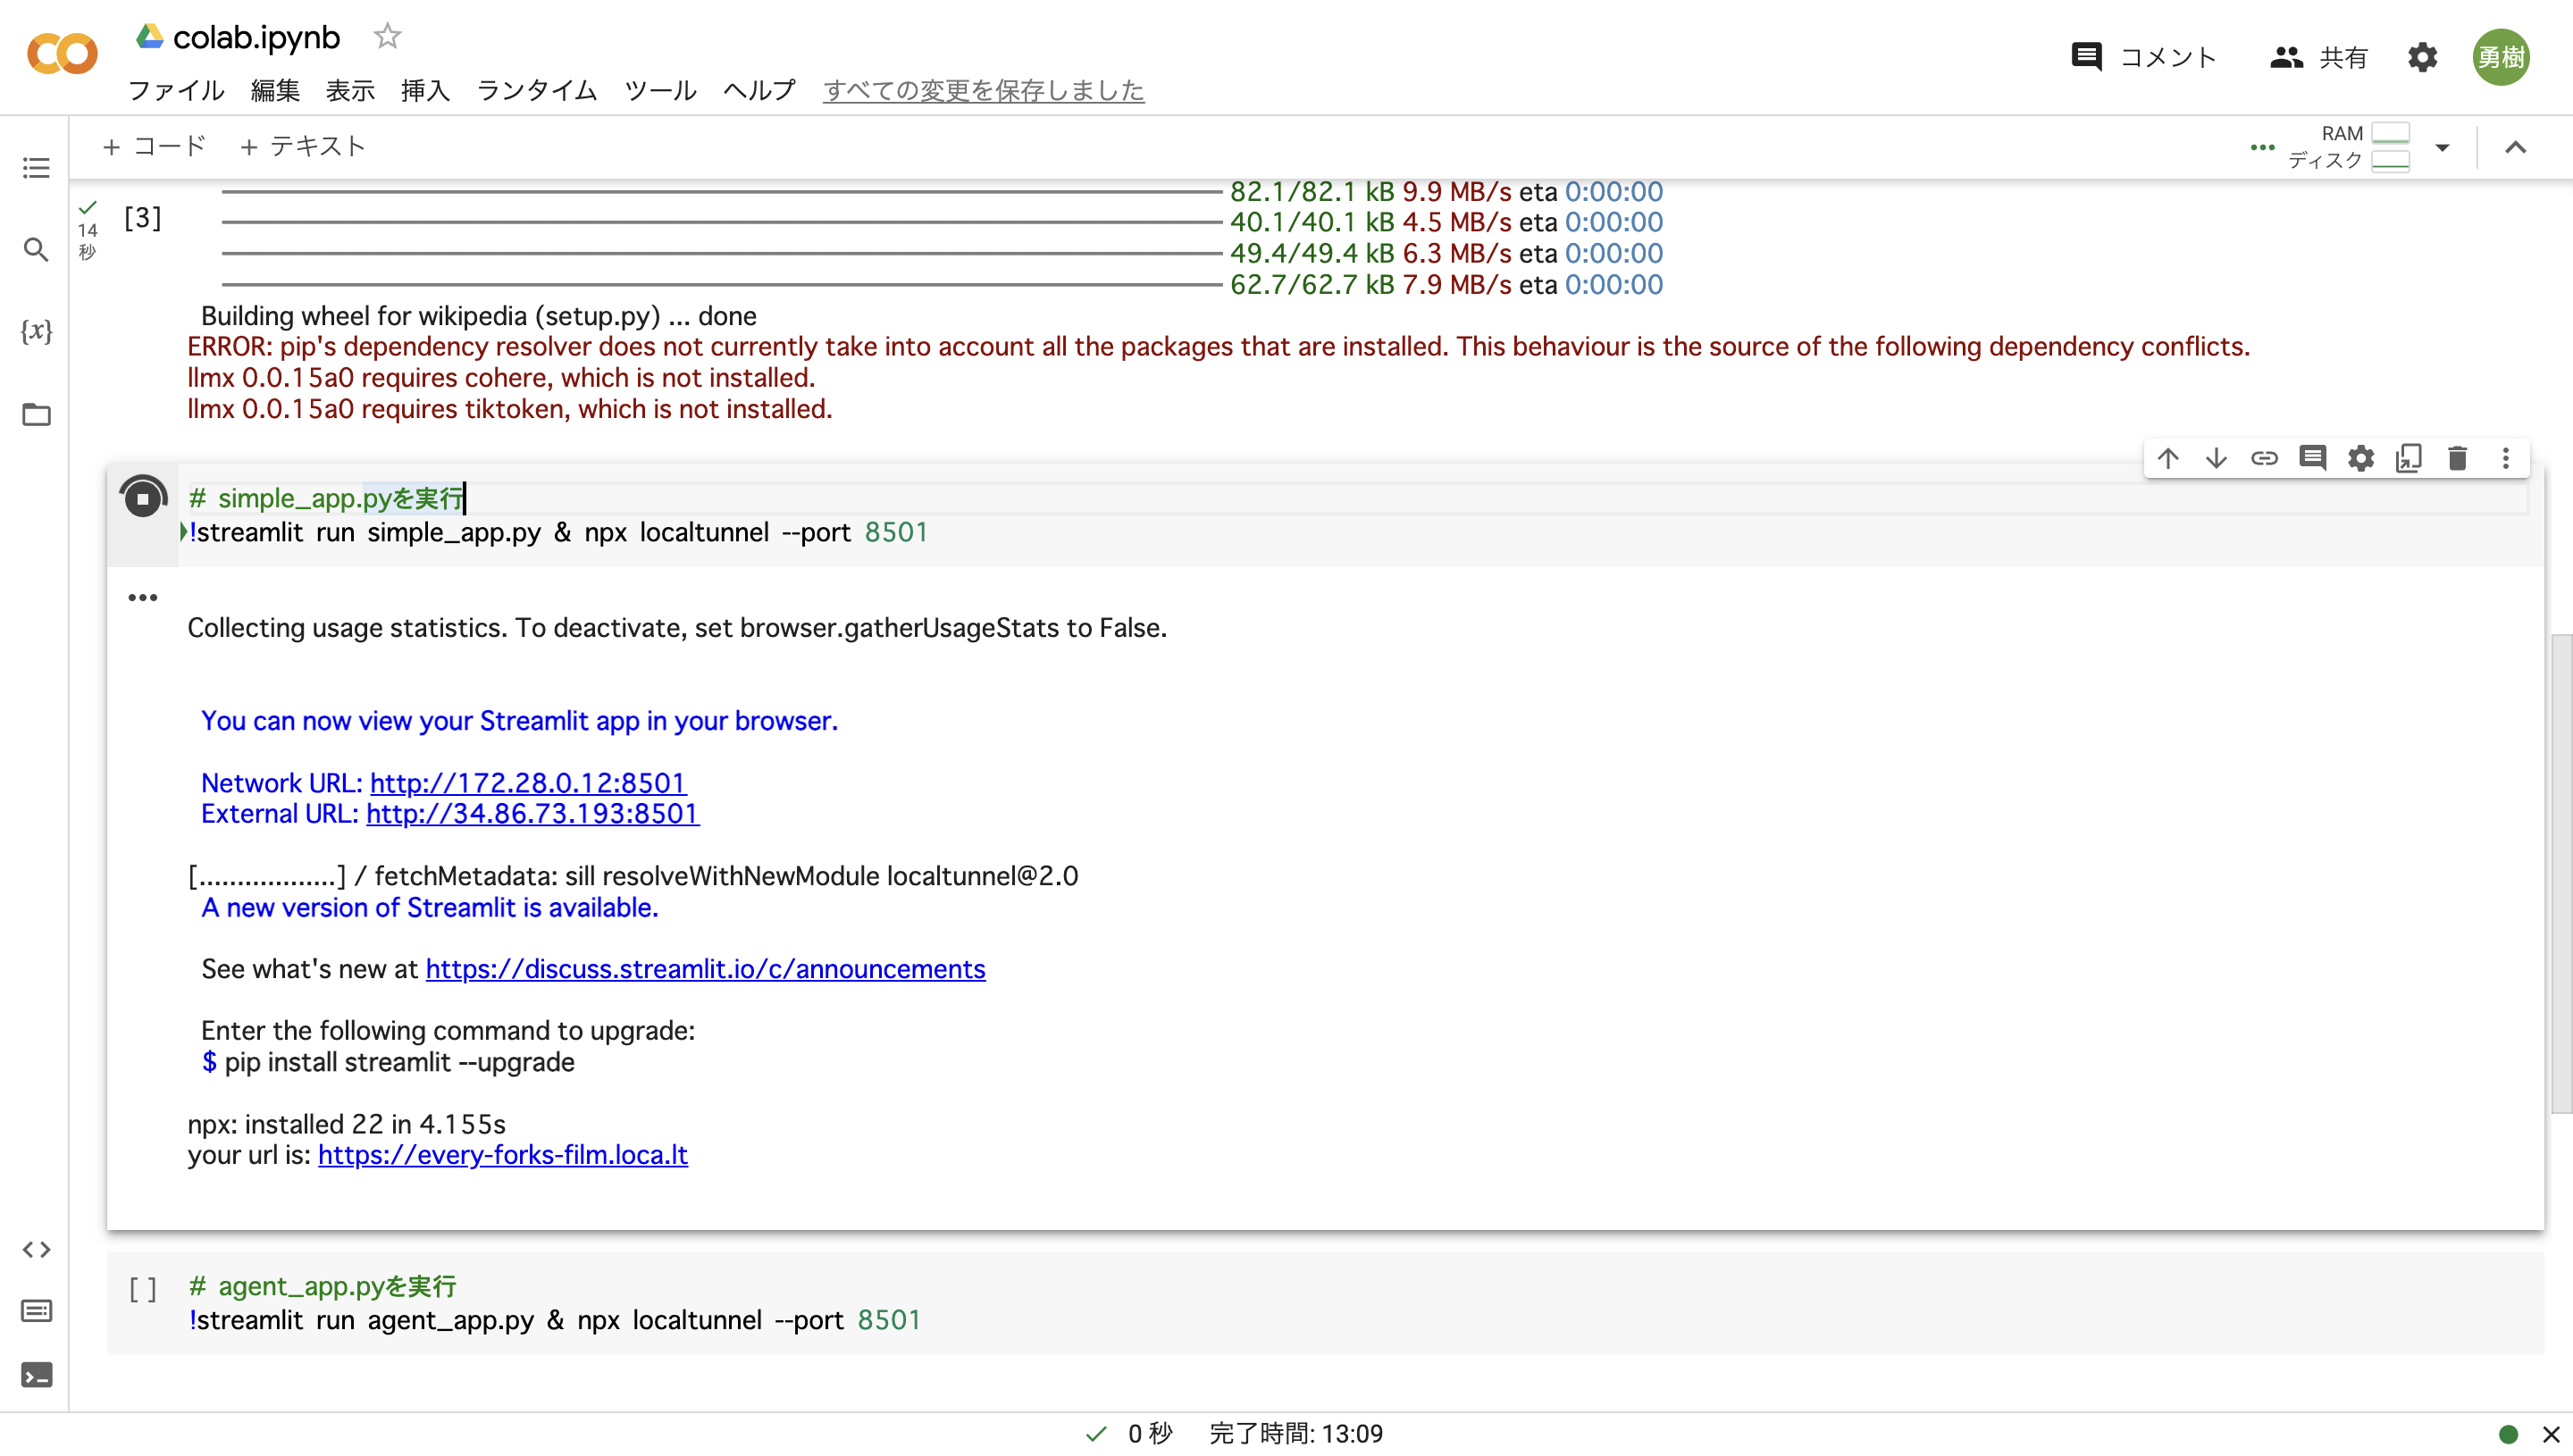 colab.ipynb
ファイル 編集 表示 挿入 ランタイム ツール ヘルプ すべての変更を保存しました
コメント 共有 勇樹
+ コード + テキスト
RAM
ディスク
14
秒
[3]
82.1/82.1 kB 9.9 MB/s eta 0:00:00
40.1/40.1 kB 4.5 MB/s eta 0:00:00
49.4/49.4 kB 6.3 MB/s eta 0:00:00
62.7/62.7 kB 7.9 MB/s eta 0:00:00
Building wheel for wikipedia (setup.py) ... done
ERROR: pip's dependency resolver does not currently take into account all the packages that are installed. This behaviour is the source of the following dependency conflicts.
llmx 0.0.15a0 requires cohere, which is not installed.
llmx 0.0.15a0 requires tiktoken, which is not installed.
# simple_app.pyを実行
!streamlit run simple_app.py & npx localtunnel --port 8501
Collecting usage statistics. To deactivate, set browser.gatherUsageStats to False.
You can now view your Streamlit app in your browser.
Network URL: http://172.28.0.12:8501
External URL: http://34.86.73.193:8501
[..................] / fetchMetadata: sill resolveWithNewModule localtunnel@2.0
A new version of Streamlit is available.
See what's new at https://discuss.streamlit.io/c/announcements
Enter the following command to upgrade:
$ pip install streamlit --upgrade
npx: installed 22 in 4.155s
your url is: https://every-forks-film.loca.lt
[ ] # agent_app.pyを実行
!streamlit run agent_app.py & npx localtunnel --port 8501
0 秒 完了時間: 13:09